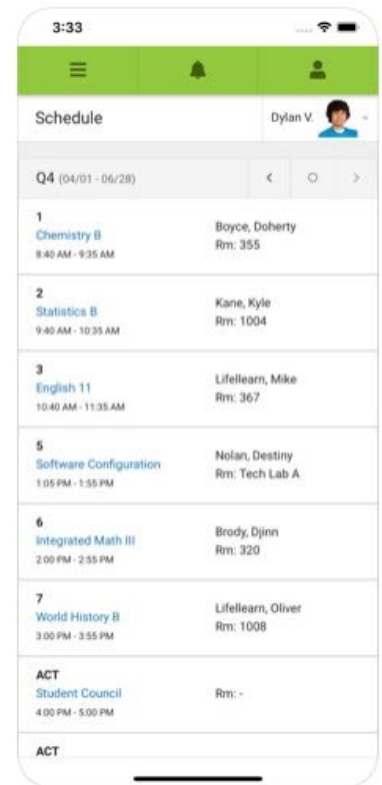 3:33
Schedule
Dylan V.
Q4 (04/01 - 06/28)
1
Chemistry B
8:40 AM - 9:35 AM
Boyce, Doherty
Rm: 355
2
Statistics B
9:40 AM - 10:35 AM
Kane, Kyle
Rm: 1004
3
English 11
10:40 AM - 11:35 AM
Lifellearn, Mike
Rm: 367
5
Software Configuration
1:05 PM - 1:55 PM
Nolan, Destiny
Rm: Tech Lab A
6
Integrated Math III
2:00 PM - 2:55 PM
Brody, Djinn
Rm: 320
7
World History B
3:00 PM - 3:55 PM
Lifellearn, Oliver
Rm: 1008
ACT
Student Council
4:00 PM - 5:00 PM
Rm: -
ACT